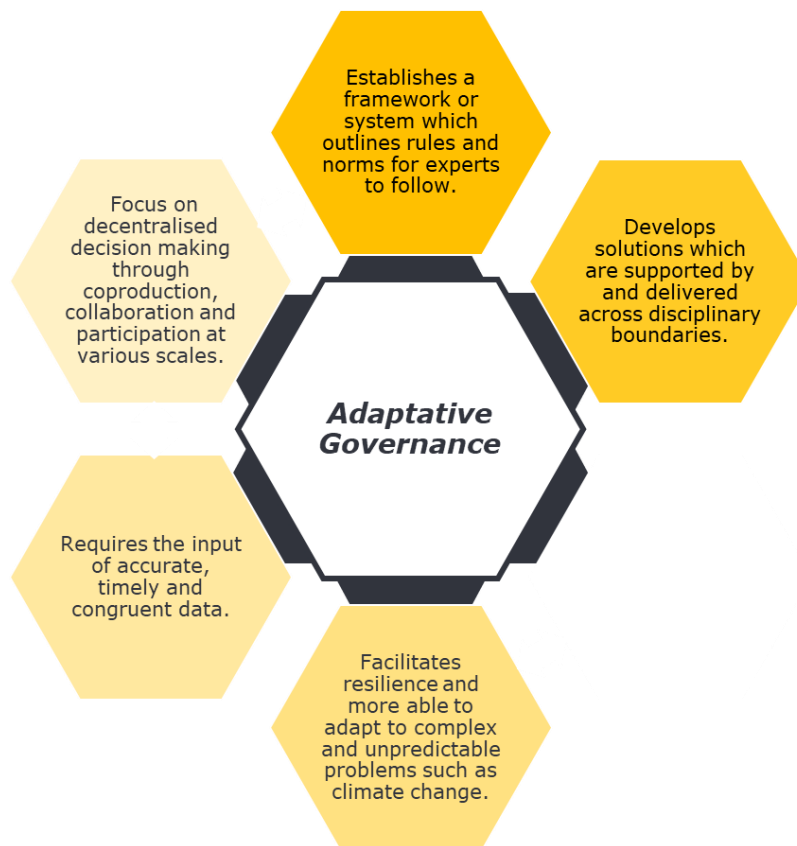 Establishes a
framework or
system which
outlines rules and
norms for experts
to follow.
Develops
solutions which
are supported by
and delivered
across disciplinary
boundaries.
Focus on
decentralised
decision making
through
coproduction,
collaboration and
participation at
various scales.
Adaptative
Governance
Requires the input
of accurate,
timely and
congruent data.
Facilitates
resilience and
more able to
adapt to complex
and unpredictable
problems such as
climate change.